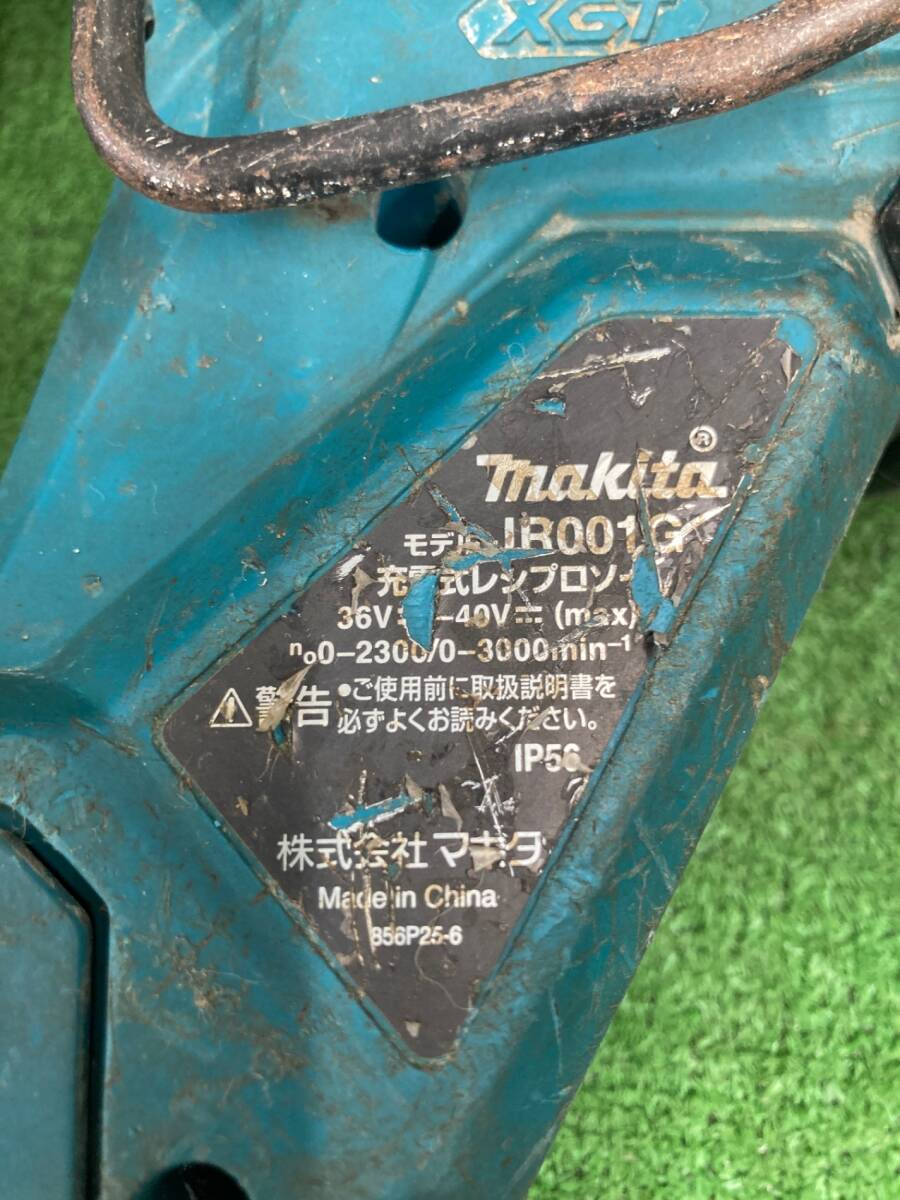 XGT
makita®
モデル JR001G
充電式レシプロソー
36V⎓-40V⎓(max)
n₀0-2300/0-3000min⁻¹
⚠警告 •ご使用前に取扱説明書を
必ずよくお読みください。
IP56
株式会社マキタ
Made in China
856P25-6